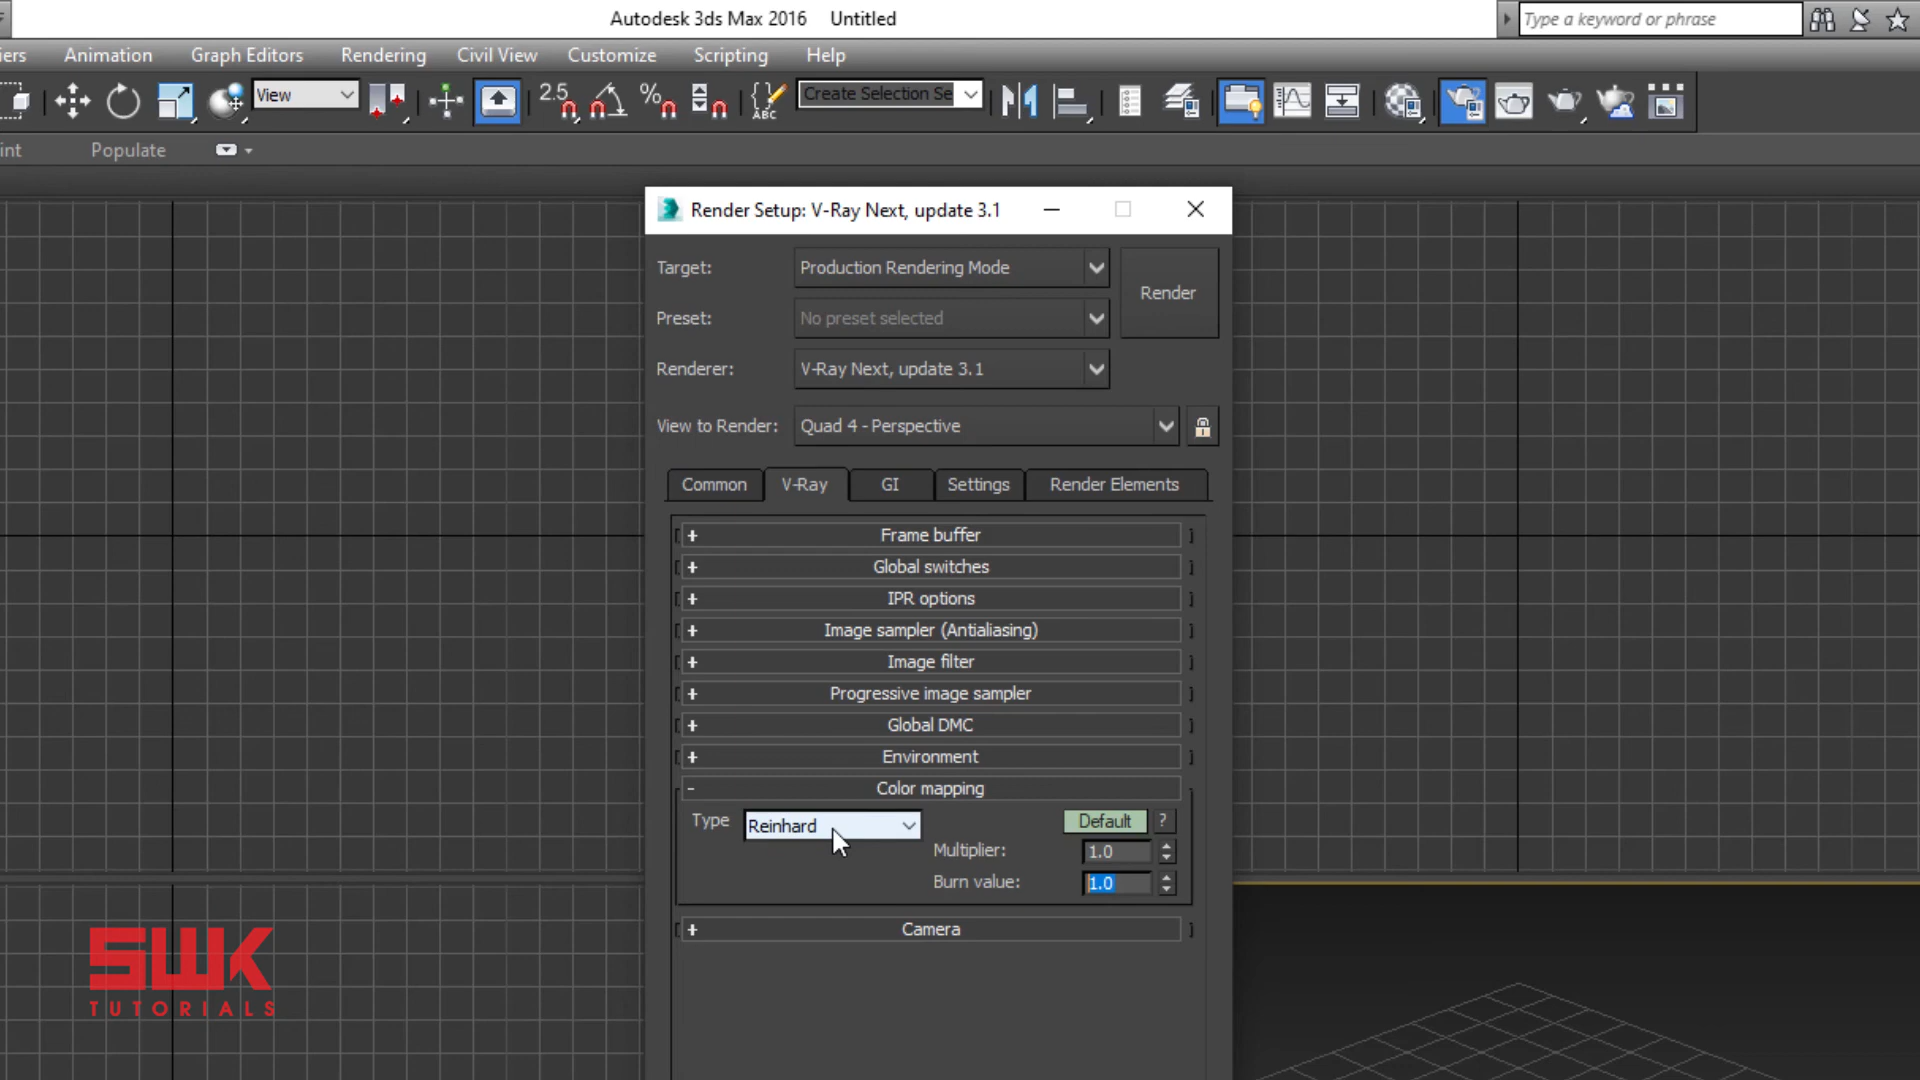 Autodesk 3ds Max 2016 Untitled
Type a keyword or phrase
iers Animation Graph Editors Rendering Civil View Customize Scripting Help
View
2.5
%
ABC
Create Selection Se
int Populate
Render Setup: V-Ray Next, update 3.1
Target: Production Rendering Mode
Render
Preset: No preset selected
Renderer: V-Ray Next, update 3.1
View to Render: Quad 4 - Perspective
Common V-Ray GI Settings Render Elements
+ Frame buffer
+ Global switches
+ IPR options
+ Image sampler (Antialiasing)
+ Image filter
+ Progressive image sampler
+ Global DMC
+ Environment
- Color mapping
Type Reinhard Default ?
Multiplier: 1.0
Burn value: 1.0
+ Camera
SWK
TUTORIALS